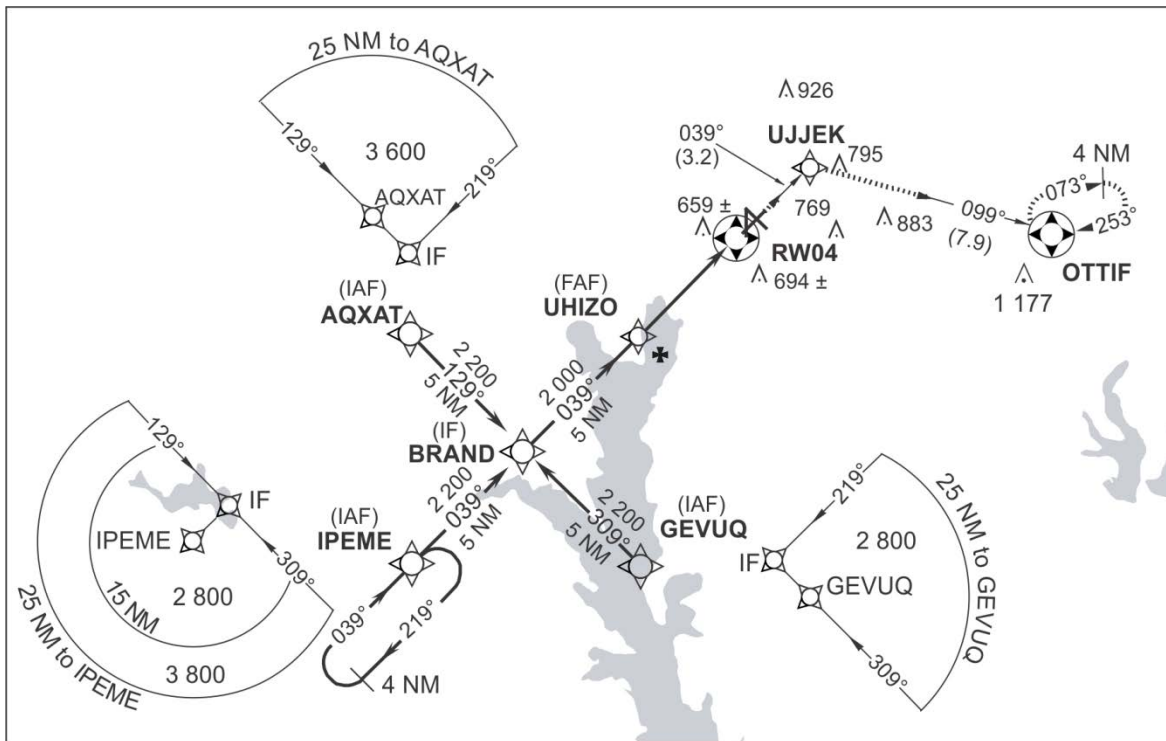 25 NM to AQXAT
129°
3 600
219°
AQXAT
IF
926
UJJEK
039°
(3.2)
795
4 NM
073°
253°
659 ±
769
883
099°
(7.9)
RW04
694 ±
OTTIF
1 177
(IAF)
AQXAT
(FAF)
UHIZO
2 200
129°
5 NM
2 000
039°
5 NM
(IF)
BRAND
129°
IF
IPEME
309°
2 800
15 NM
3 800
25 NM to IPEME
(IAF)
IPEME
2 200
039°
5 NM
039°
219°
4 NM
2 200
309°
5 NM
(IAF)
GEVUQ
219°
IF
2 800
GEVUQ
309°
25 NM to GEVUQ